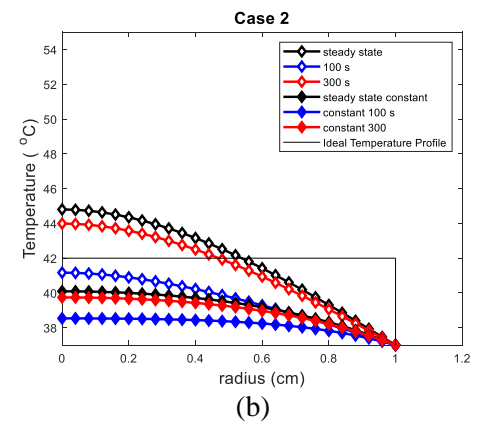 Case 2
steady state
100 s
300 s
steady state constant
constant 100 s
constant 300
Ideal Temperature Profile
Temperature ( °C)
54
52
50
48
46
44
42
40
38
0
0.2
0.4
0.6
0.8
1
1.2
radius (cm)
(b)